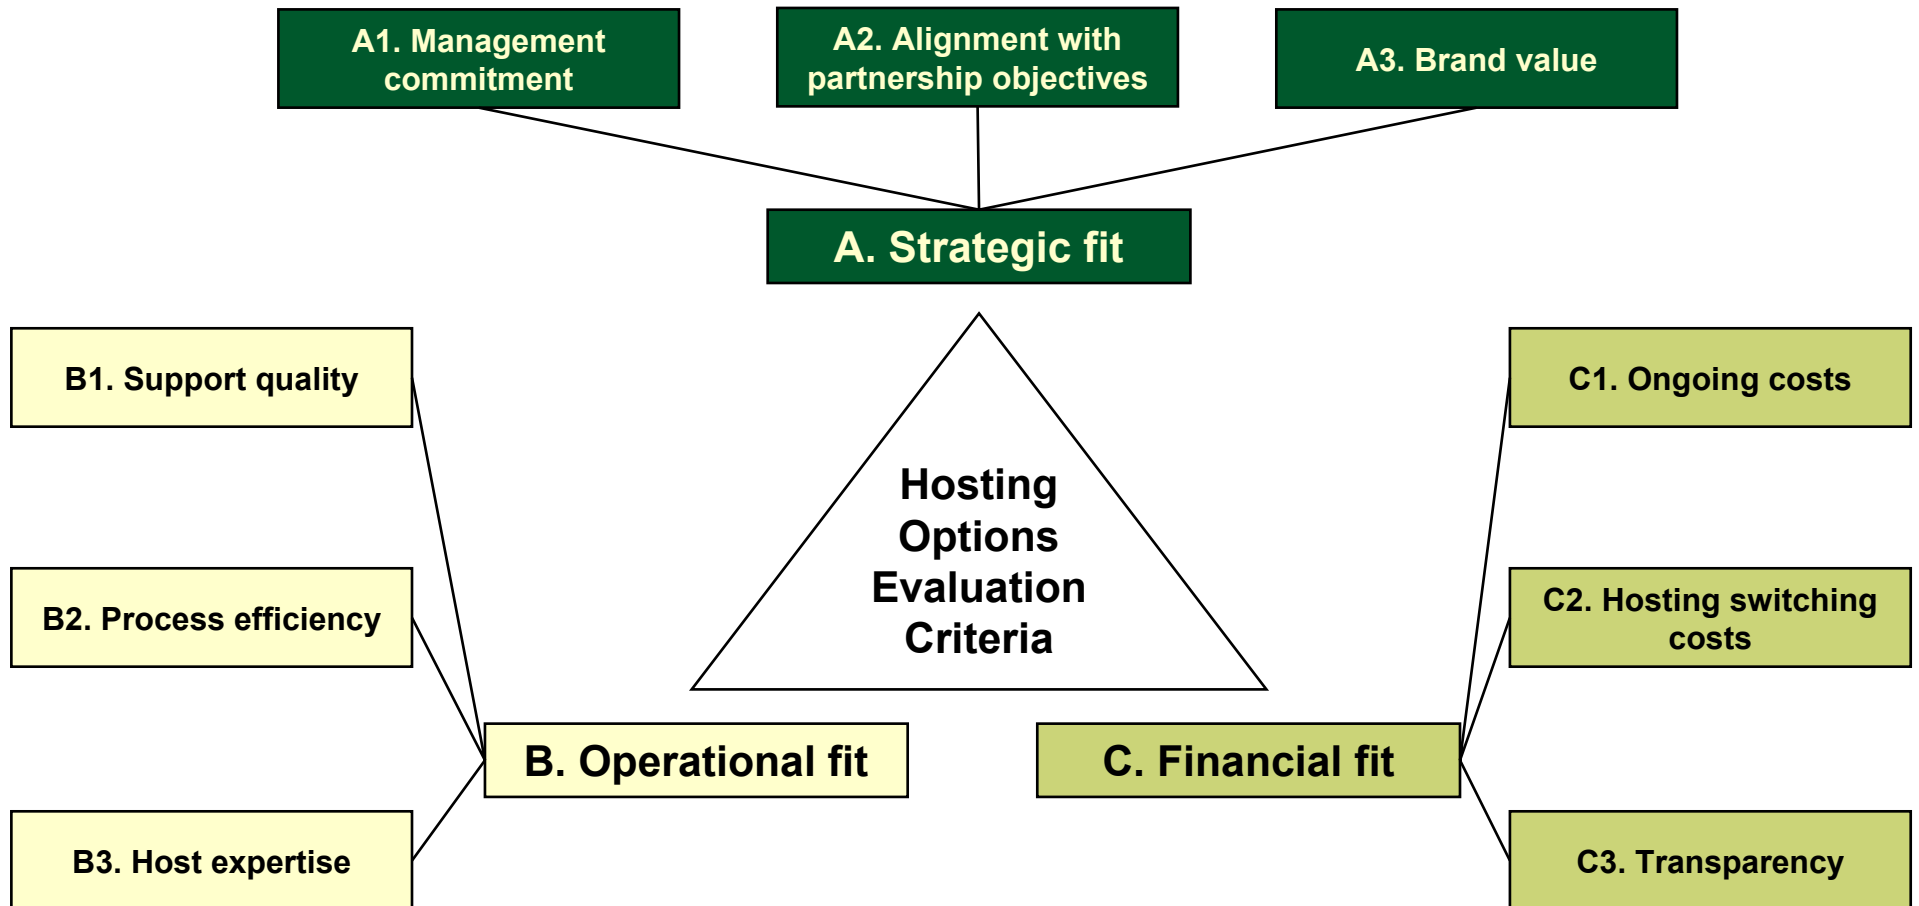 A1. Management
commitment
A2. Alignment with
partnership objectives
A3. Brand value
A. Strategic fit
B1. Support quality
B2. Process efficiency
B3. Host expertise
Hosting
Options
Evaluation
Criteria
B. Operational fit
C. Financial fit
C1. Ongoing costs
C2. Hosting switching
costs
C3. Transparency